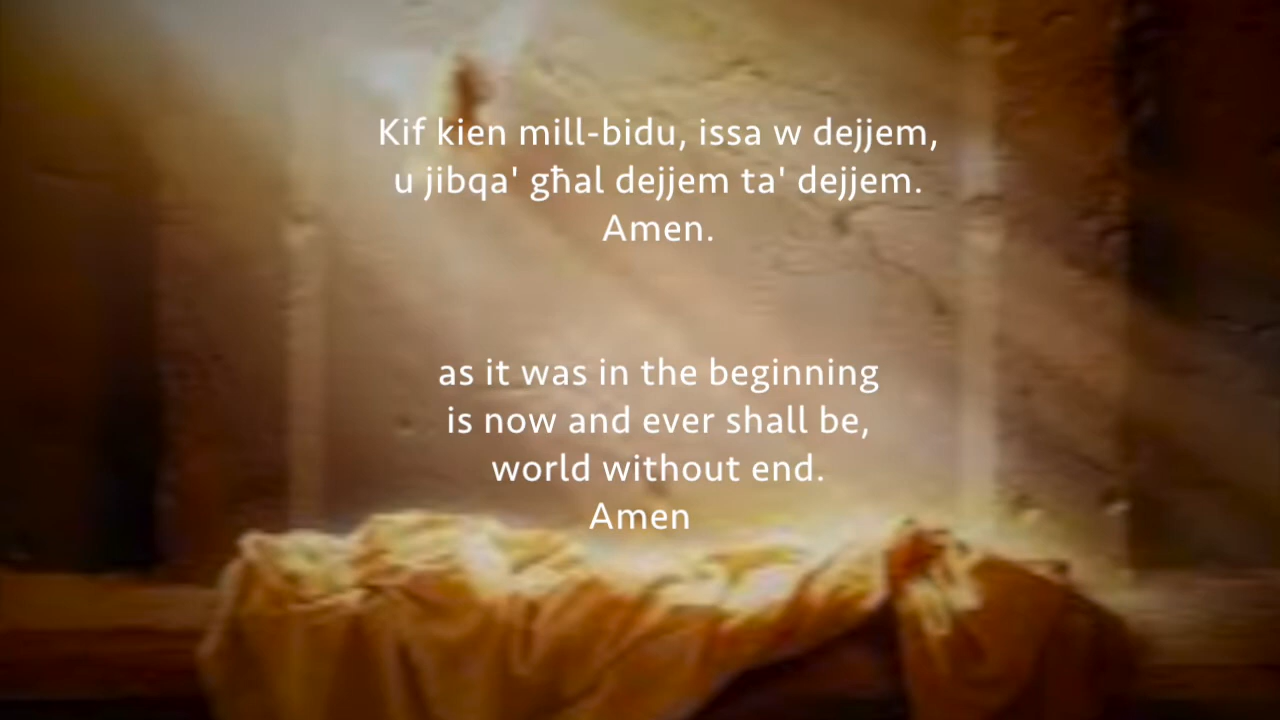 Kif kien mill-bidu, issa w dejjem,
u jibqa' għal dejjem ta' dejjem.
Amen.
as it was in the beginning
is now and ever shall be,
world without end.
Amen